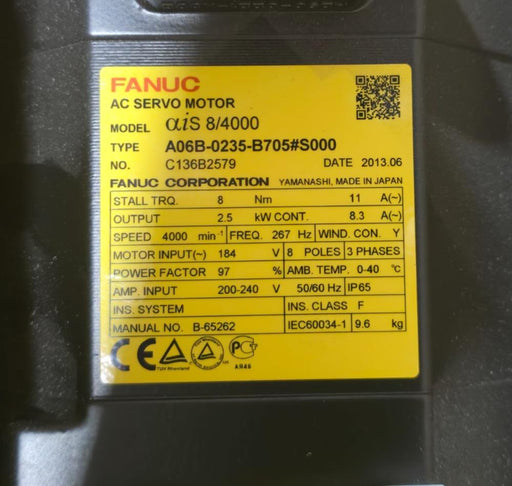 FANUC
AC SERVO MOTOR
MODEL αiS 8/4000
TYPE A06B-0235-B705#S000
NO. C136B2579 DATE 2013.06
FANUC CORPORATION YAMANASHI, MADE IN JAPAN
STALL TRQ. 8 Nm 11 A(~)
OUTPUT 2.5 kW CONT. 8.3 A(~)
SPEED 4000 min⁻¹ FREQ. 267 Hz WIND. CON. Y
MOTOR INPUT(~) 184 V 8 POLES 3 PHASES
POWER FACTOR 97 % AMB. TEMP. 0-40 ℃
AMP. INPUT 200-240 V 50/60 Hz IP65
INS. SYSTEM INS. CLASS F
MANUAL NO. B-65262 IEC60034-1 9.6 kg
CE TÜV Rheinland PCT